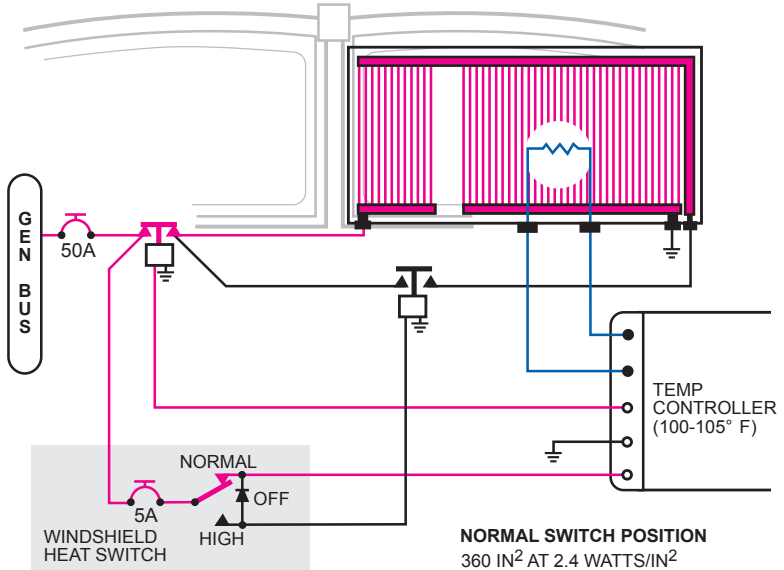 GEN BUS
50A
5A
NORMAL
OFF
HIGH
WINDSHIELD
HEAT SWITCH
TEMP
CONTROLLER
(100-105° F)
NORMAL SWITCH POSITION
360 IN² AT 2.4 WATTS/IN²